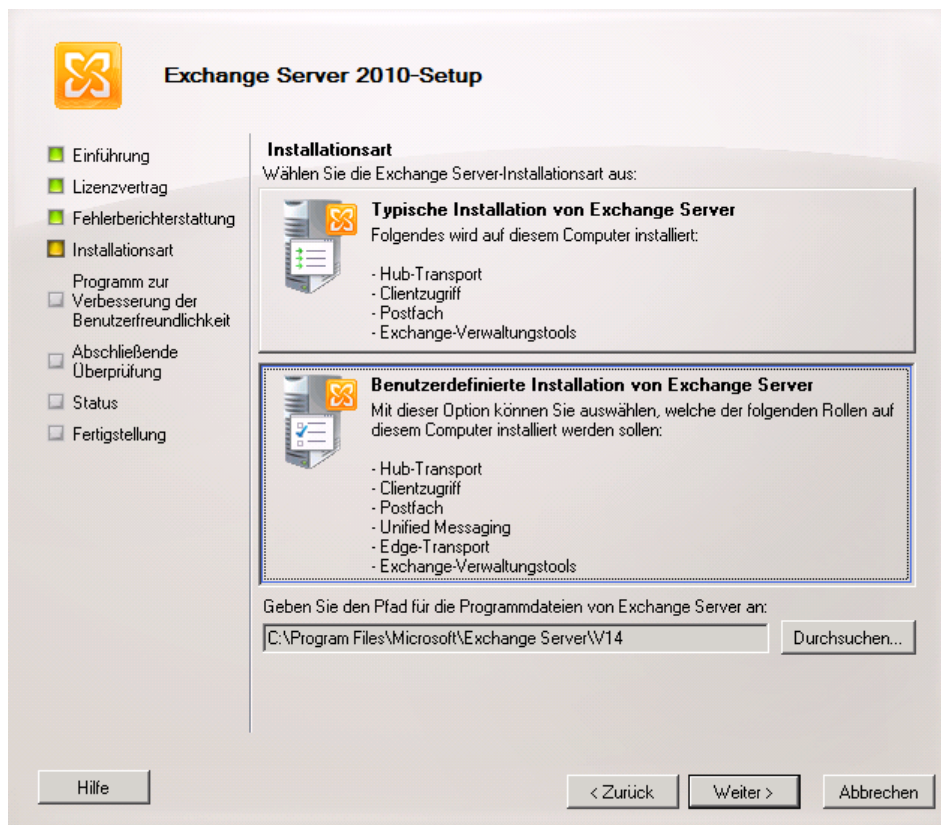 Exchange Server 2010-Setup
Einführung
Lizenzvertrag
Fehlerberichterstattung
Installationsart
Programm zur
Verbesserung der
Benutzerfreundlichkeit
Abschließende
Überprüfung
Status
Fertigstellung
Installationsart
Wählen Sie die Exchange Server-Installationsart aus:
Typische Installation von Exchange Server
Folgendes wird auf diesem Computer installiert:
- Hub-Transport
- Clientzugriff
- Postfach
- Exchange-Verwaltungstools
Benutzerdefinierte Installation von Exchange Server
Mit dieser Option können Sie auswählen, welche der folgenden Rollen auf
diesem Computer installiert werden sollen:
- Hub-Transport
- Clientzugriff
- Postfach
- Unified Messaging
- Edge-Transport
- Exchange-Verwaltungstools
Geben Sie den Pfad für die Programmdateien von Exchange Server an:
C:\Program Files\Microsoft\Exchange Server\V14
Durchsuchen...
Hilfe
< Zurück
Weiter >
Abbrechen